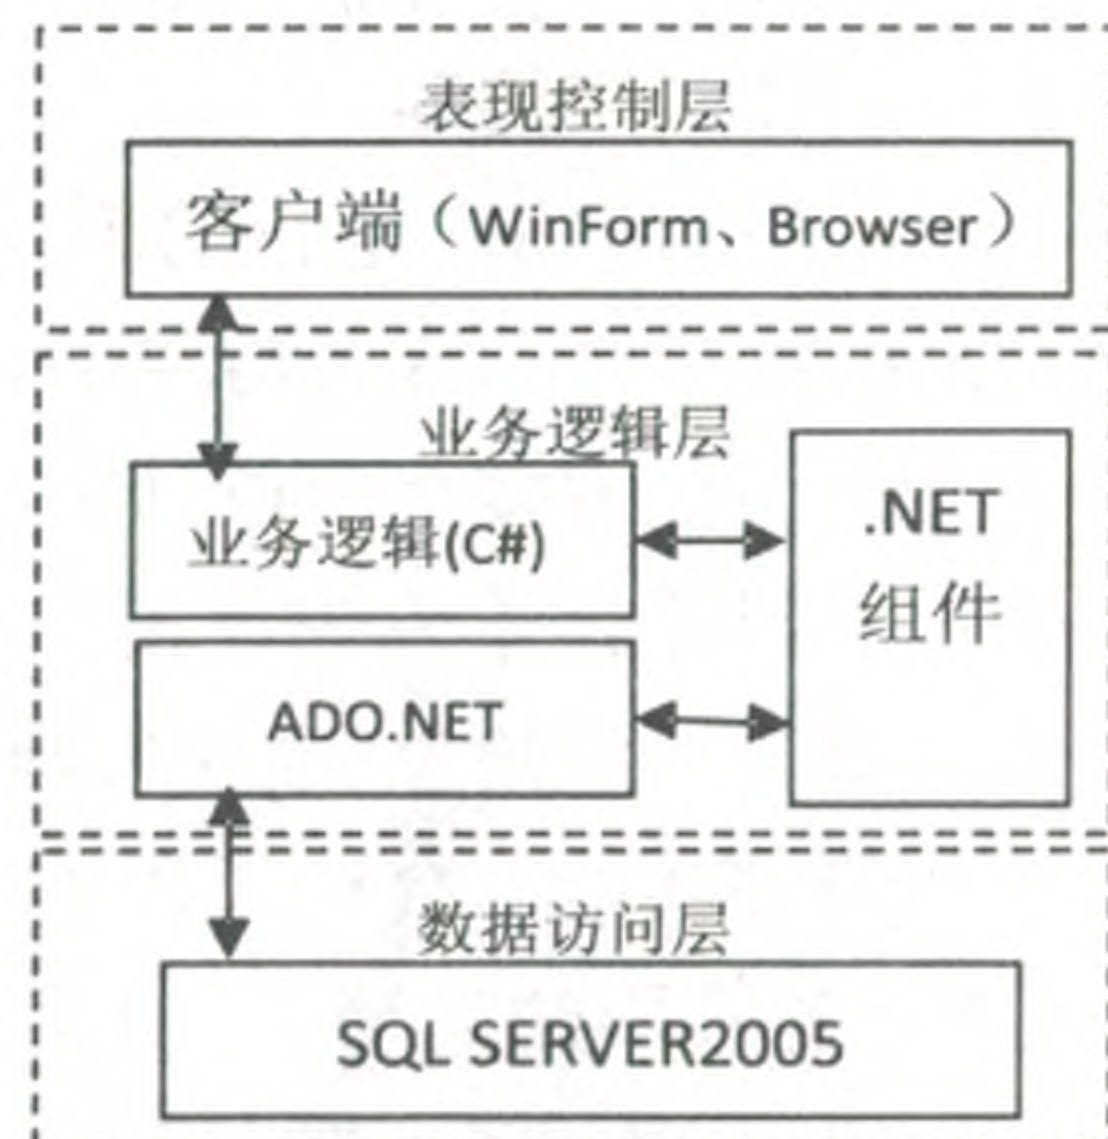 表现控制层
客户端（WinForm、Browser）
业务逻辑层
业务逻辑(C#)
.NET
组件
ADO.NET
数据访问层
SQL SERVER2005